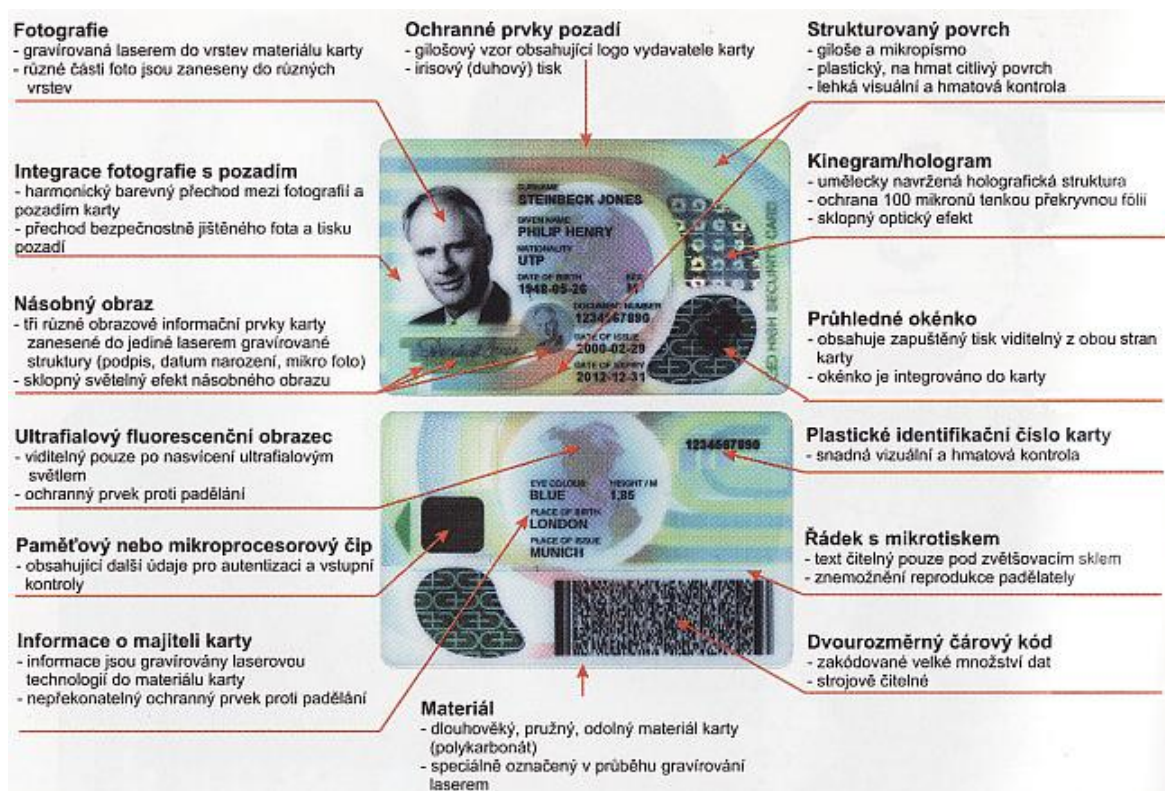 Fotografie
- gravírovaná laserem do vrstev materiálu karty
- různé části foto jsou zaneseny do různých
vrstev
Ochranné prvky pozadí
- gilošový vzor obsahující logo vydavatele karty
- irisový (duhový) tisk
Strukturovaný povrch
- giloše a mikropísmo
- plastický, na hmat citlivý povrch
- lehká visuální a hmatová kontrola
Integrace fotografie s pozadím
- harmonický barevný přechod mezi fotografií a
pozadím karty
- přechod bezpečnostně jištěného fota a tisku
pozadí
Násobný obraz
- tři různé obrazové informační prvky karty
zanesené do jediné laserem gravírované
struktury (podpis, datum narození, mikro foto)
- sklopný světelný efekt násobného obrazu
SURNAME
STEINBECK JONES
GIVEN NAME
PHILIP HENRY
NATIONALITY
UTP
DATE OF BIRTH SEX
1948-05-26 M
DOCUMENT NUMBER
1234567890
DATE OF ISSUE
2000-02-29
DATE OF EXPIRY
2012-12-31
HIGH SECURITY CARD
Kinegram/hologram
- umělecky navržená holografická struktura
- ochrana 100 mikronů tenkou překryvnou fólií
- sklopný optický efekt
Průhledné okénko
- obsahuje zapuštěný tisk viditelný z obou stran
karty
- okénko je integrováno do karty
Ultrafialový fluorescenční obrazec
- viditelný pouze po nasvícení ultrafialovým
světlem
- ochranný prvek proti padělání
Paměťový nebo mikroprocesorový čip
- obsahující další údaje pro autentizaci a vstupní
kontroly
Informace o majiteli karty
- informace jsou gravírovány laserovou
technologií do materiálu karty
- nepřekonatelný ochranný prvek proti padělání
1234567890
EYE COLOUR HEIGHT / M
BLUE 1,85
PLACE OF BIRTH
LONDON
PLACE OF ISSUE
MUNICH
Plastické identifikační číslo karty
- snadná vizuální a hmatová kontrola
Řádek s mikrotiskem
- text čitelný pouze pod zvětšovacím sklem
- znemožnění reprodukce padělately
Dvourozměrný čárový kód
- zakódované velké množství dat
- strojově čitelné
Materiál
- dlouhověký, pružný, odolný materiál karty
(polykarbonát)
- speciálně označený v průběhu gravírování
laserem